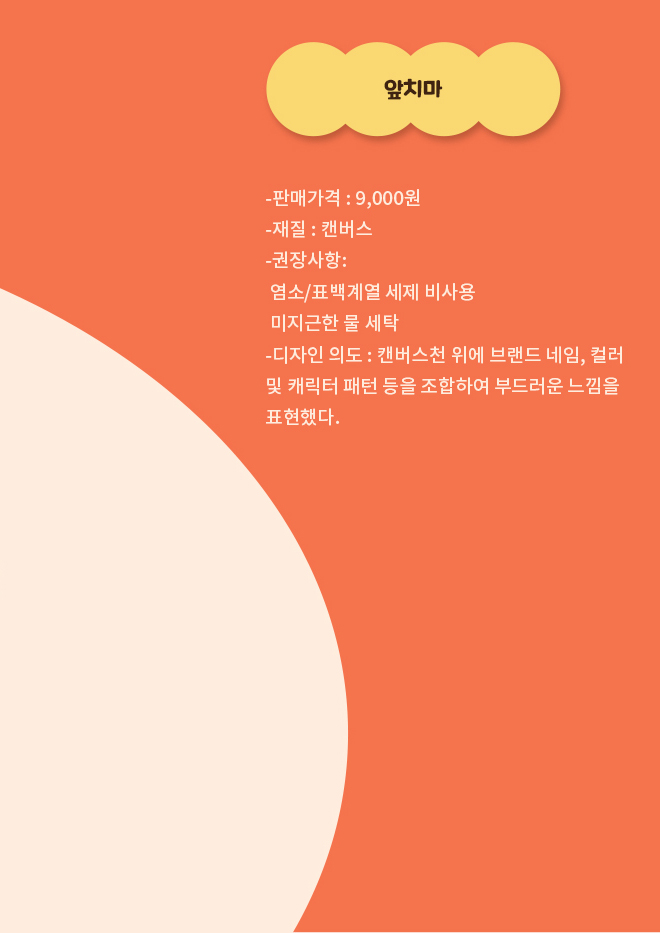 앞치마
-판매가격 : 9,000원
-재질 : 캔버스
-권장사항:
염소/표백계열 세제 비사용
미지근한 물 세탁
-디자인 의도 : 캔버스천 위에 브랜드 네임, 컬러
및 캐릭터 패턴 등을 조합하여 부드러운 느낌을
표현했다.